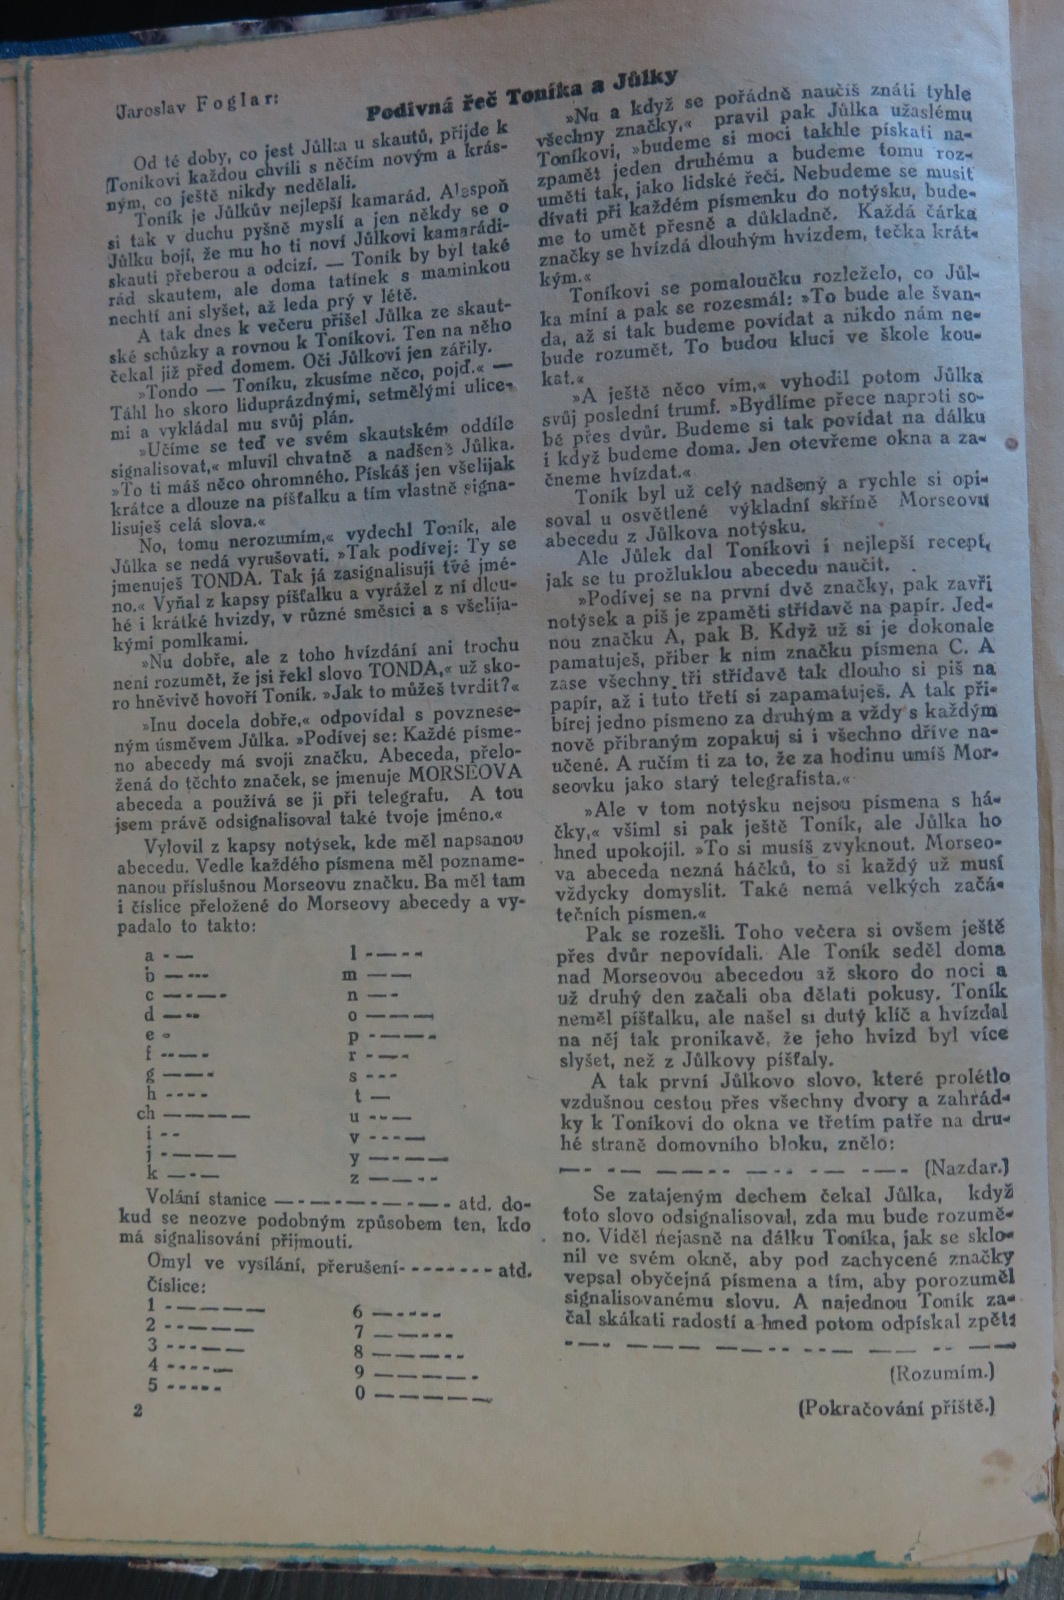 Jaroslav Foglar:
Podivná řeč Toníka a Jůlky
Od té doby, co jest Jůlka u skautů, přijde k
Toníkovi každou chvíli s něčím novým a krás-
ným, co ještě nikdy nedělali.
Toník je Jůlkův nejlepší kamarád. Alespoň
si tak v duchu pyšně myslí a jen někdy se o
Jůlku bojí, že mu ho ti noví Jůlkovi kamarádi-
skauti přeberou a odcizí. — Toník by byl také
rád skautem, ale doma tatínek s maminkou
nechtí ani slyšet, až leda prý v létě.
A tak dnes k večeru přišel Jůlka ze skaut-
ské schůzky a rovnou k Toníkovi. Ten na něho
čekal již před domem. Oči Jůlkovi jen zářily.
»Tondo — Toníku, zkusíme něco, pojď.« —
Táhl ho skoro liduprázdnými, setmělými ulice-
mi a vykládal mu svůj plán.
»Učíme se teď ve svém skautském oddíle
signalisovat,« mluvil chvatně a nadšeně Jůlka.
»To ti máš něco ohromného. Pískáš jen všelijak
krátce a dlouze na píšťalku a tím vlastně signa-
lisuješ celá slova.«
No, tomu nerozumím,« vydechl Toník, ale
Jůlka se nedá vyrušovati. »Tak podívej: Ty se
jmenuješ TONDA. Tak já zasignalisuji tvé jmé-
no.« Vyňal z kapsy píšťalku a vyrážel z ní dlou-
hé i krátké hvizdy, v různé směsici a s všelija-
kými pomlkami.
»Nu dobře, ale z toho hvízdání ani trochu
není rozumět, že jsi řekl slovo TONDA,« už sko-
ro hněvivě hovoří Toník. »Jak to můžeš tvrdit?«
»Inu docela dobře,« odpovídal s povznese-
ným úsměvem Jůlka. »Podívej se: Každé písme-
no abecedy má svoji značku. Abeceda, přelo-
žená do těchto značek, se jmenuje MORSEOVA
abeceda a používá se jí při telegrafu. A tou
jsem právě odsignalisoval také tvoje jméno.«
Vylovil z kapsy notýsek, kde měl napsanou
abecedu. Vedle každého písmena měl pozname-
nanou příslušnou Morseovu značku. Ba měl tam
i číslice přeložené do Morseovy abecedy a vy-
padalo to takto:
a - —
b — - - -
c — - — -
d — - -
e -
f - - — -
g — — -
h - - - -
ch — — — —
i - -
j - — — —
k — - —
l - — - -
m — —
n — -
o — — —
p - — — -
r - — -
s - - -
t —
u - - —
v - - - —
y — - — —
z — — - -
Volání stanice — - — - — - — - — - atd. do-
kud se neozve podobným způsobem ten, kdo
má signalisování přijmouti.
Omyl ve vysílání, přerušení - - - - - - - - atd.
Číslice:
1 - — — — —
2 - - — — —
3 - - - — —
4 - - - - —
5 - - - - -
6 — - - - -
7 — — - - -
8 — — — - -
9 — — — — -
0 — — — — —
2
»Nu a když se pořádně naučíš znáti tyhle
všechny značky,« pravil pak Jůlka užaslému
Toníkovi, »budeme si moci takhle pískati na-
zpamět jeden druhému a budeme tomu roz-
uměti tak, jako lidské řeči. Nebudeme se musit
dívati při každém písmenku do notýsku, bude-
me to umět přesně a důkladně. Každá čárka
značky se hvízdá dlouhým hvizdem, tečka krát-
kým.«
Toníkovi se pomaloučku rozleželo, co Jůl-
ka míní a pak se rozesmál: »To bude ale švan-
da, až si tak budeme povídat a nikdo nám ne-
bude rozumět. To budou kluci ve škole kou-
kat.«
»A ještě něco vím,« vyhodil potom Jůlka
svůj poslední trumf. »Bydlíme přece naproti so-
bě přes dvůr. Budeme si tak povídat na dálku
i když budeme doma. Jen otevřeme okna a za-
čneme hvízdat.«
Toník byl už celý nadšený a rychle si opi-
soval u osvětlené výkladní skříně Morseovu
abecedu z Jůlkova notýsku.
Ale Jůlek dal Toníkovi i nejlepší recept,
jak se tu prožluklou abecedu naučit.
»Podívej se na první dvě značky, pak zavři
notýsek a piš je zpaměti střídavě na papír. Jed-
nou značku A, pak B. Když už si je dokonale
pamatuješ, přiber k nim značku písmena C. A
zase všechny tři střídavě tak dlouho si piš na
papír, až i tuto třetí si zapamatuješ. A tak při-
bírej jedno písmeno za druhým a vždy s každým
nově přibraným zopakuj si i všechno dříve na-
učené. A ručím ti za to, že za hodinu umíš Mor-
seovku jako starý telegrafista.«
»Ale v tom notýsku nejsou písmena s há-
čky,« všiml si pak ještě Toník, ale Jůlka ho
hned upokojil. »To si musíš zvyknout. Morseo-
va abeceda nezná háčků, to si každý už musí
vždycky domyslit. Také nemá velkých začá-
tečních písmen.«
Pak se rozešli. Toho večera si ovšem ještě
přes dvůr nepovídali. Ale Toník seděl doma
nad Morseovou abecedou až skoro do noci a
už druhý den začali oba dělati pokusy. Toník
neměl píšťalku, ale našel si dutý klíč a hvízdal
na něj tak pronikavě, že jeho hvizd byl více
slyšet, než z Jůlkovy píšťaly.
A tak první Jůlkovo slovo, které prolétlo
vzdušnou cestou přes všechny dvory a zahrád-
ky k Toníkovi do okna ve třetím patře na dru-
hé straně domovního bloku, znělo:
— - - — — — - - — - - - — - — - (Nazdar.)
Se zatajeným dechem čekal Jůlka, když
toto slovo odsignalisoval, zda mu bude rozumě-
no. Viděl nejasně na dálku Toníka, jak se sklo-
nil ve svém okně, aby pod zachycené značky
vepsal obyčejná písmena a tím, aby porozuměl
signalisovanému slovu. A najednou Toník za-
čal skákati radostí a hned potom odpískal zpět:
- — - — — — — — - - - - — — — - - — —
(Rozumím.)
(Pokračování příště.)